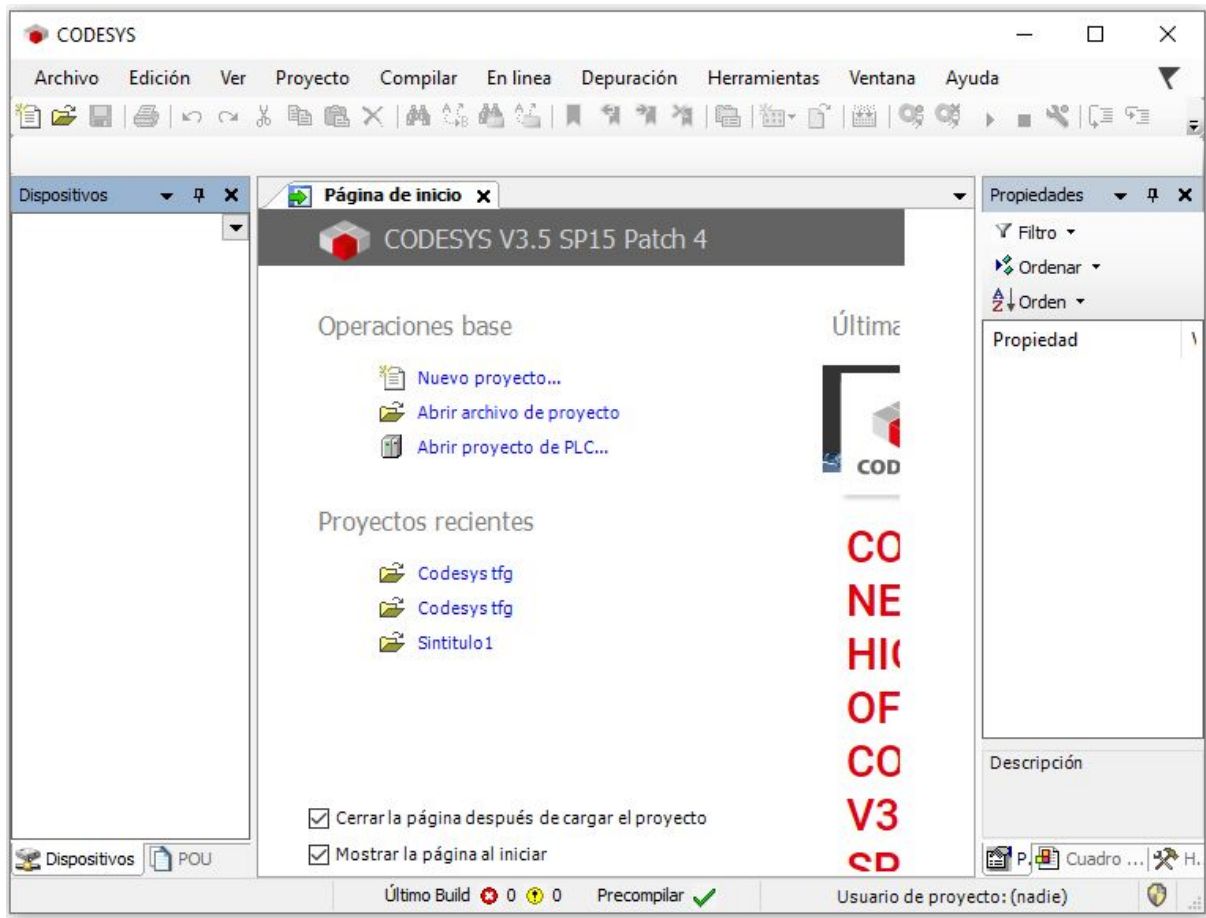 CODESYS
Archivo Edición Ver Proyecto Compilar En linea Depuración Herramientas Ventana Ayuda
Dispositivos
Página de inicio
CODESYS V3.5 SP15 Patch 4
Operaciones base
Nuevo proyecto...
Abrir archivo de proyecto
Abrir proyecto de PLC...
Proyectos recientes
Codesys tfg
Codesys tfg
Sintitulo1
Cerrar la página después de cargar el proyecto
Mostrar la página al iniciar
Última
COD
CO
NE
HIG
OF
CO
V3
SP
Propiedades
Filtro
Ordenar
Orden
Propiedad
Descripción
Dispositivos POU
P. Cuadro ... H.
Último Build 0 0 Precompilar Usuario de proyecto: (nadie)